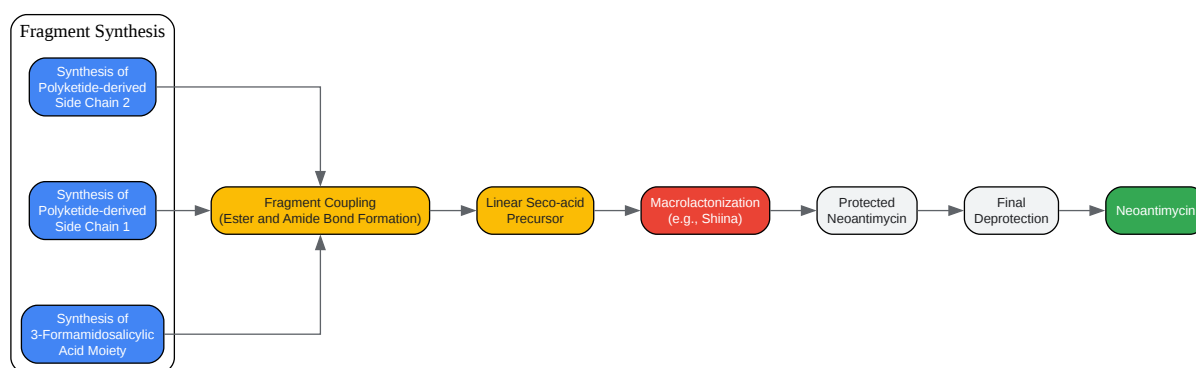 Fragment Synthesis
Synthesis of
Polyketide-derived
Side Chain 2
Synthesis of
Polyketide-derived
Side Chain 1
Synthesis of
3-Formamidosalicylic
Acid Moiety
Fragment Coupling
(Ester and Amide Bond Formation)
Linear Seco-acid
Precursor
Macrolactonization
(e.g., Shiina)
Protected
Neoantimycin
Final
Deprotection
Neoantimycin